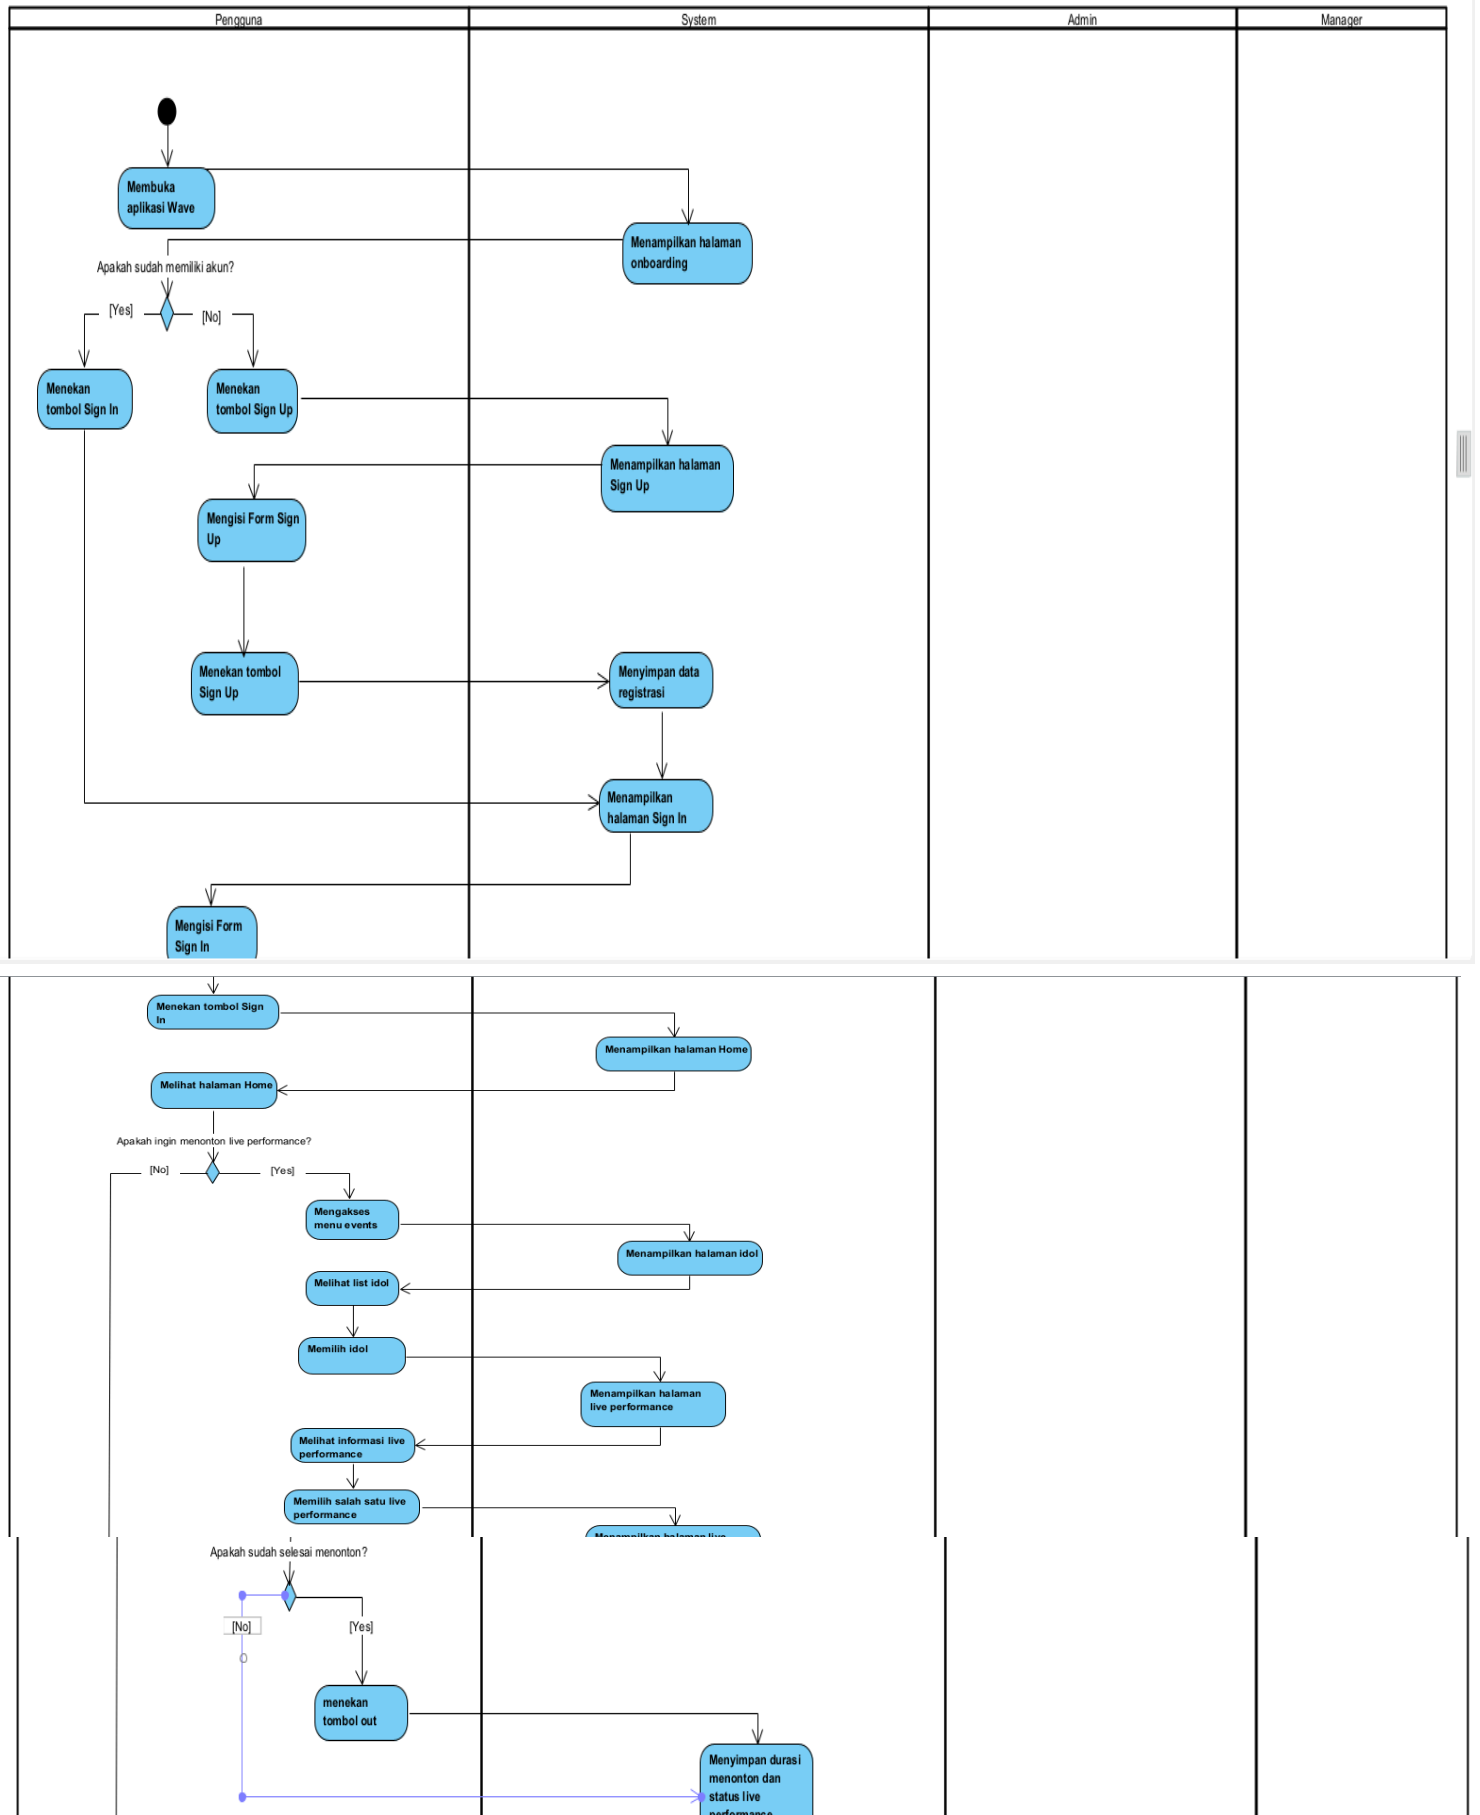 Pengguna
System
Admin
Manager
Membuka
aplikasi Wave
Menampilkan halaman
onboarding
Apakah sudah memiliki akun?
[Yes]
[No]
Menekan
tombol Sign In
Menekan
tombol Sign Up
Menampilkan halaman
Sign Up
Mengisi Form Sign
Up
Menekan tombol
Sign Up
Menyimpan data
registrasi
Menampilkan
halaman Sign In
Mengisi Form
Sign In
Menekan tombol Sign
In
Menampilkan halaman Home
Melihat halaman Home
Apakah ingin menonton live performance?
[No]
[Yes]
Mengakses
menu events
Menampilkan halaman idol
Melihat list idol
Memilih idol
Menampilkan halaman
live performance
Melihat informasi live
performance
Memilih salah satu live
performance
Menampilkan halaman live
Apakah sudah selesai menonton?
[No]
[Yes]
menekan
tombol out
Menyimpan durasi
menonton dan
status live
performance